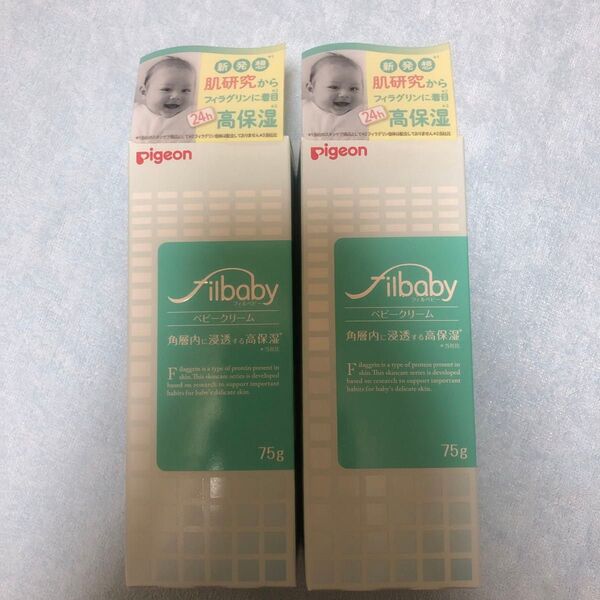 新発想
肌研究から
フィラグリンに着目
24h 高保湿
Pigeon
Filbaby
フィルベビー
ベビークリーム
角層内に浸透する高保湿*
*当社比
Filaggrin is a type of protein present in
skin. This skincare series is developed
based on research to support important
habits for baby's delicate skin.
75g
新発想
肌研究から
フィラグリンに着目
24h 高保湿
Pigeon
Filbaby
フィルベビー
ベビークリーム
角層内に浸透する高保湿*
*当社比
Filaggrin is a type of protein present in
skin. This skincare series is developed
based on research to support important
habits for baby's delicate skin.
75g